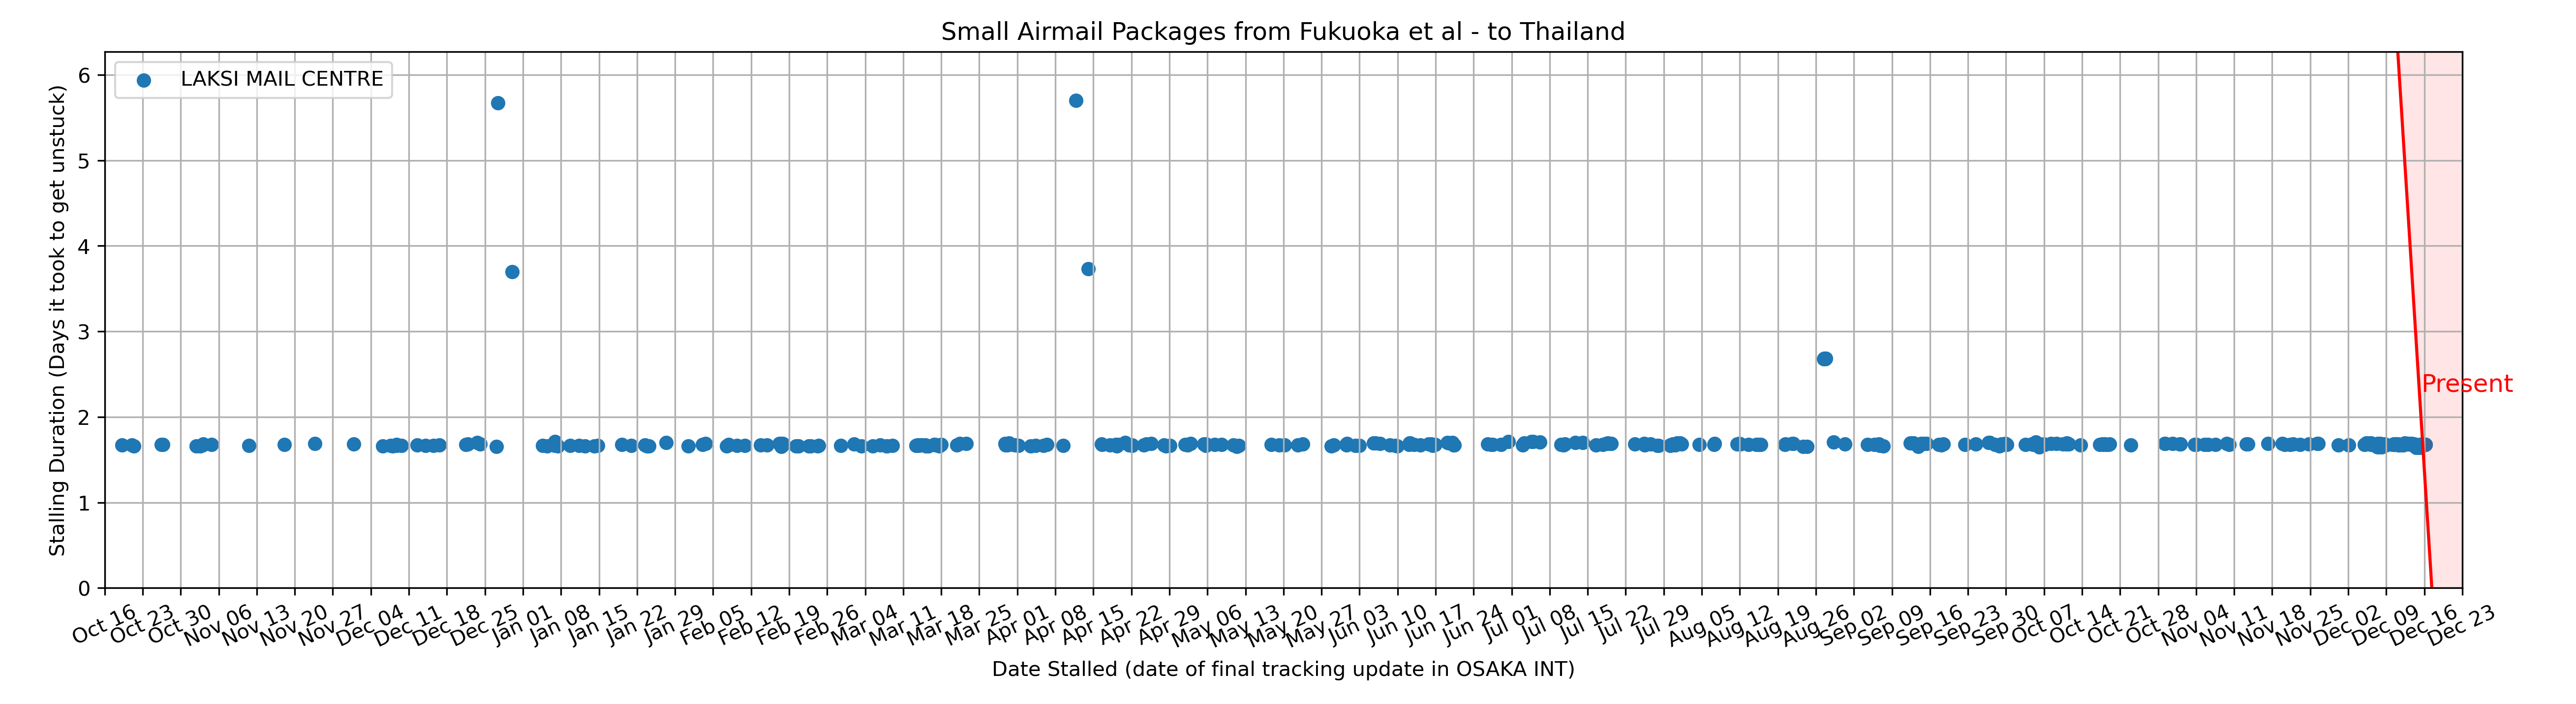 Small Airmail Packages from Fukuoka et al - to Thailand
LAKSI MAIL CENTRE
Stalling Duration (Days it took to get unstuck)
6
5
4
3
2
1
0
Present
Oct 16 Oct 23 Oct 30 Nov 06 Nov 13 Nov 20 Nov 27 Dec 04 Dec 11 Dec 18 Dec 25 Jan 01 Jan 08 Jan 15 Jan 22 Jan 29 Feb 05 Feb 12 Feb 19 Feb 26 Mar 04 Mar 11 Mar 18 Mar 25 Apr 01 Apr 08 Apr 15 Apr 22 Apr 29 May 06 May 13 May 20 May 27 Jun 03 Jun 10 Jun 17 Jun 24 Jul 01 Jul 08 Jul 15 Jul 22 Jul 29 Aug 05 Aug 12 Aug 19 Aug 26 Sep 02 Sep 09 Sep 16 Sep 23 Sep 30 Oct 07 Oct 14 Oct 21 Oct 28 Nov 04 Nov 11 Nov 18 Nov 25 Dec 02 Dec 09 Dec 16 Dec 23
Date Stalled (date of final tracking update in OSAKA INT)